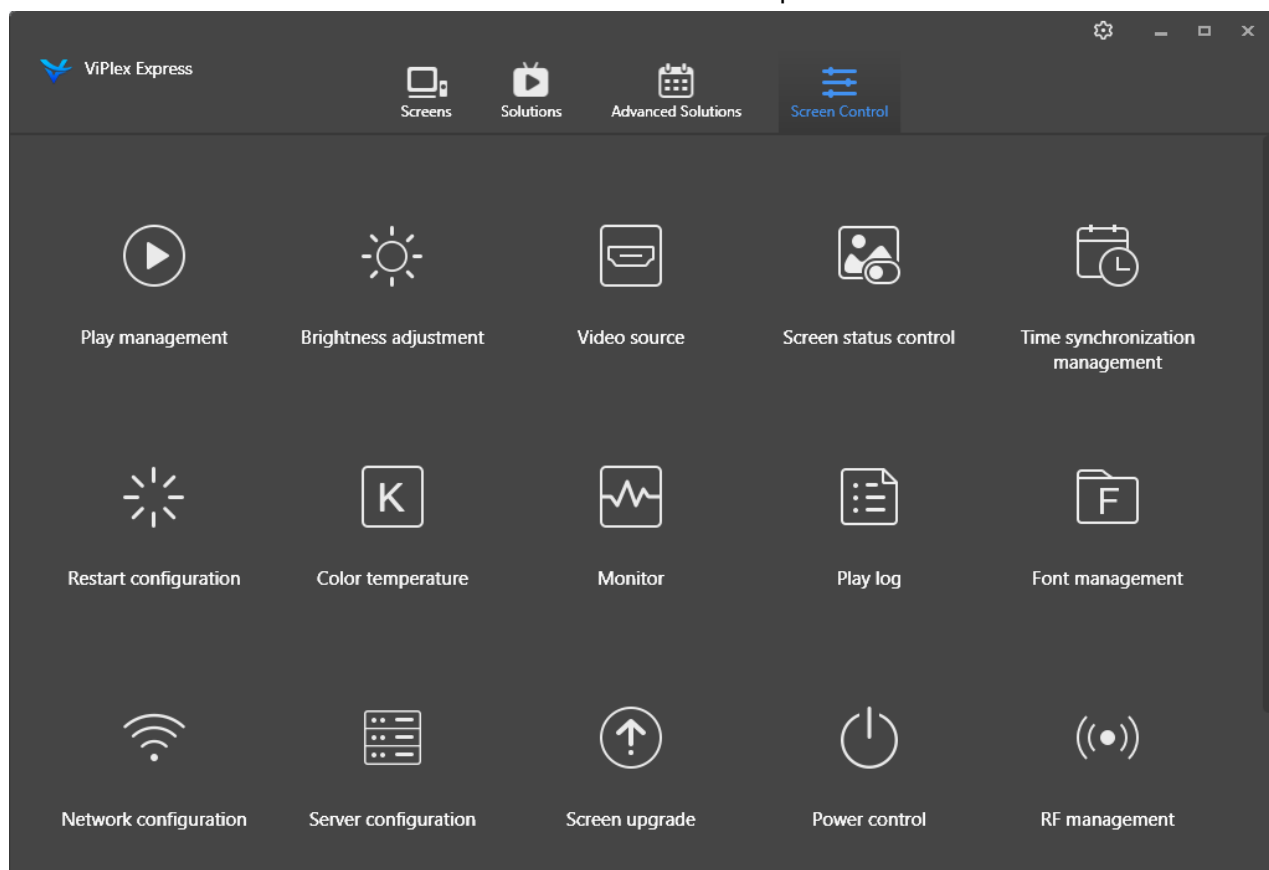 ViPlex Express
Screens
Solutions
Advanced Solutions
Screen Control
Play management
Brightness adjustment
Video source
Screen status control
Time synchronization
management
Restart configuration
K
Color temperature
Monitor
Play log
F
Font management
Network configuration
Server configuration
Screen upgrade
Power control
RF management